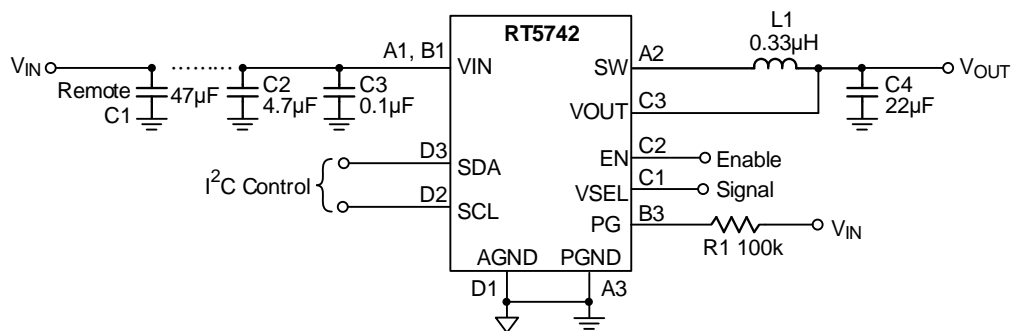 RT5742
L1
0.33µH
A1, B1
A2
VIN
VIN
SW
VOUT
Remote
C1
47µF
C2
4.7µF
C3
0.1µF
VOUT
C3
C4
22µF
D3
SDA
EN
C2
Enable
I²C Control
D2
SCL
VSEL
C1
Signal
PG
B3
VIN
R1 100k
AGND
PGND
D1
A3